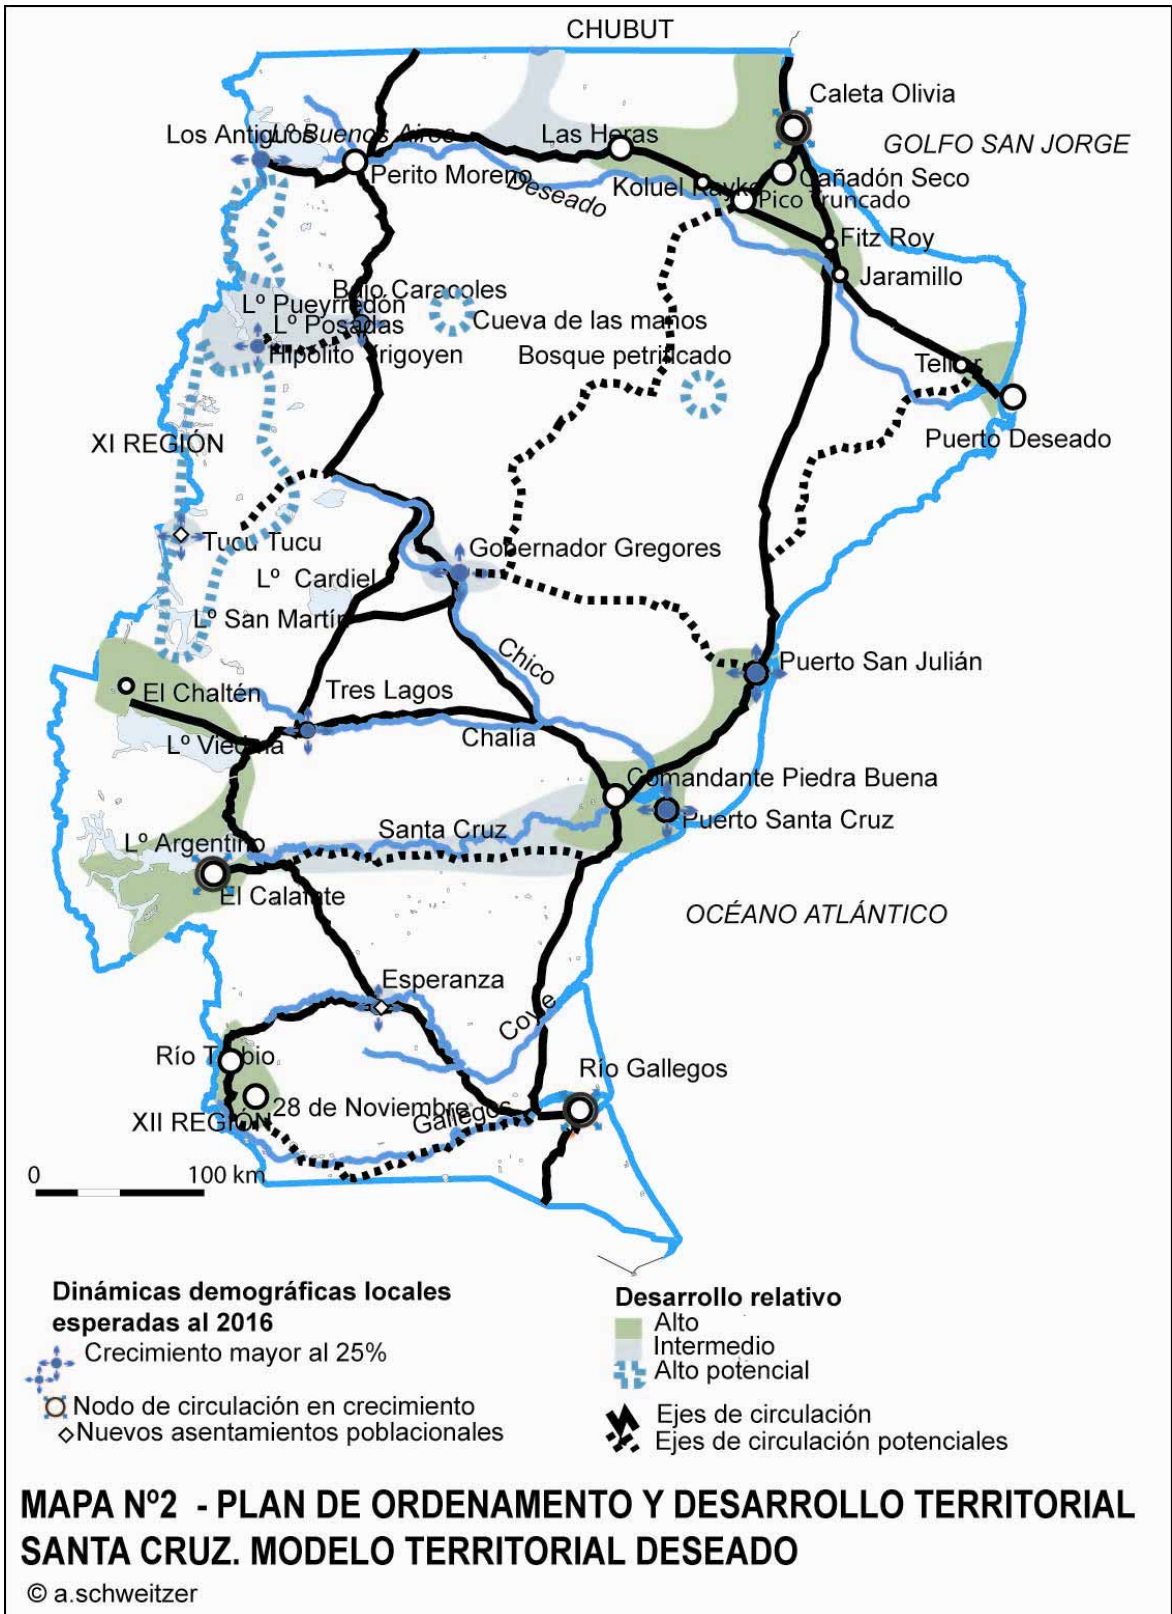 CHUBUT
Caleta Olivia
GOLFO SAN JORGE
Los Antiguos
Lº Buenos Aires
Las Heras
Perito Moreno
Deseado
Koluel Kayke
Cañadón Seco
Pico Truncado
Fitz Roy
Jaramillo
Bajo Caracoles
Lº Pueyrredón
Lº Posadas
Cueva de las manos
Hipolito Yrigoyen
Bosque petrificado
Tellier
Puerto Deseado
XI REGIÓN
Tucu Tucu
Gobernador Gregores
Lº Cardiel
Lº San Martín
Chico
Puerto San Julián
El Chaltén
Tres Lagos
Lº Viedma
Chalía
Comandante Piedra Buena
Puerto Santa Cruz
Santa Cruz
Lº Argentino
El Calafate
OCÉANO ATLÁNTICO
Esperanza
Coyle
Río Turbio
Río Gallegos
28 de Noviembre
Gallegos
XII REGIÓN
0 100 km
Dinámicas demográficas locales
esperadas al 2016
Crecimiento mayor al 25%
Nodo de circulación en crecimiento
Nuevos asentamientos poblacionales
Desarrollo relativo
Alto
Intermedio
Alto potencial
Ejes de circulación
Ejes de circulación potenciales
MAPA Nº2 - PLAN DE ORDENAMENTO Y DESARROLLO TERRITORIAL
SANTA CRUZ. MODELO TERRITORIAL DESEADO
© a.schweitzer